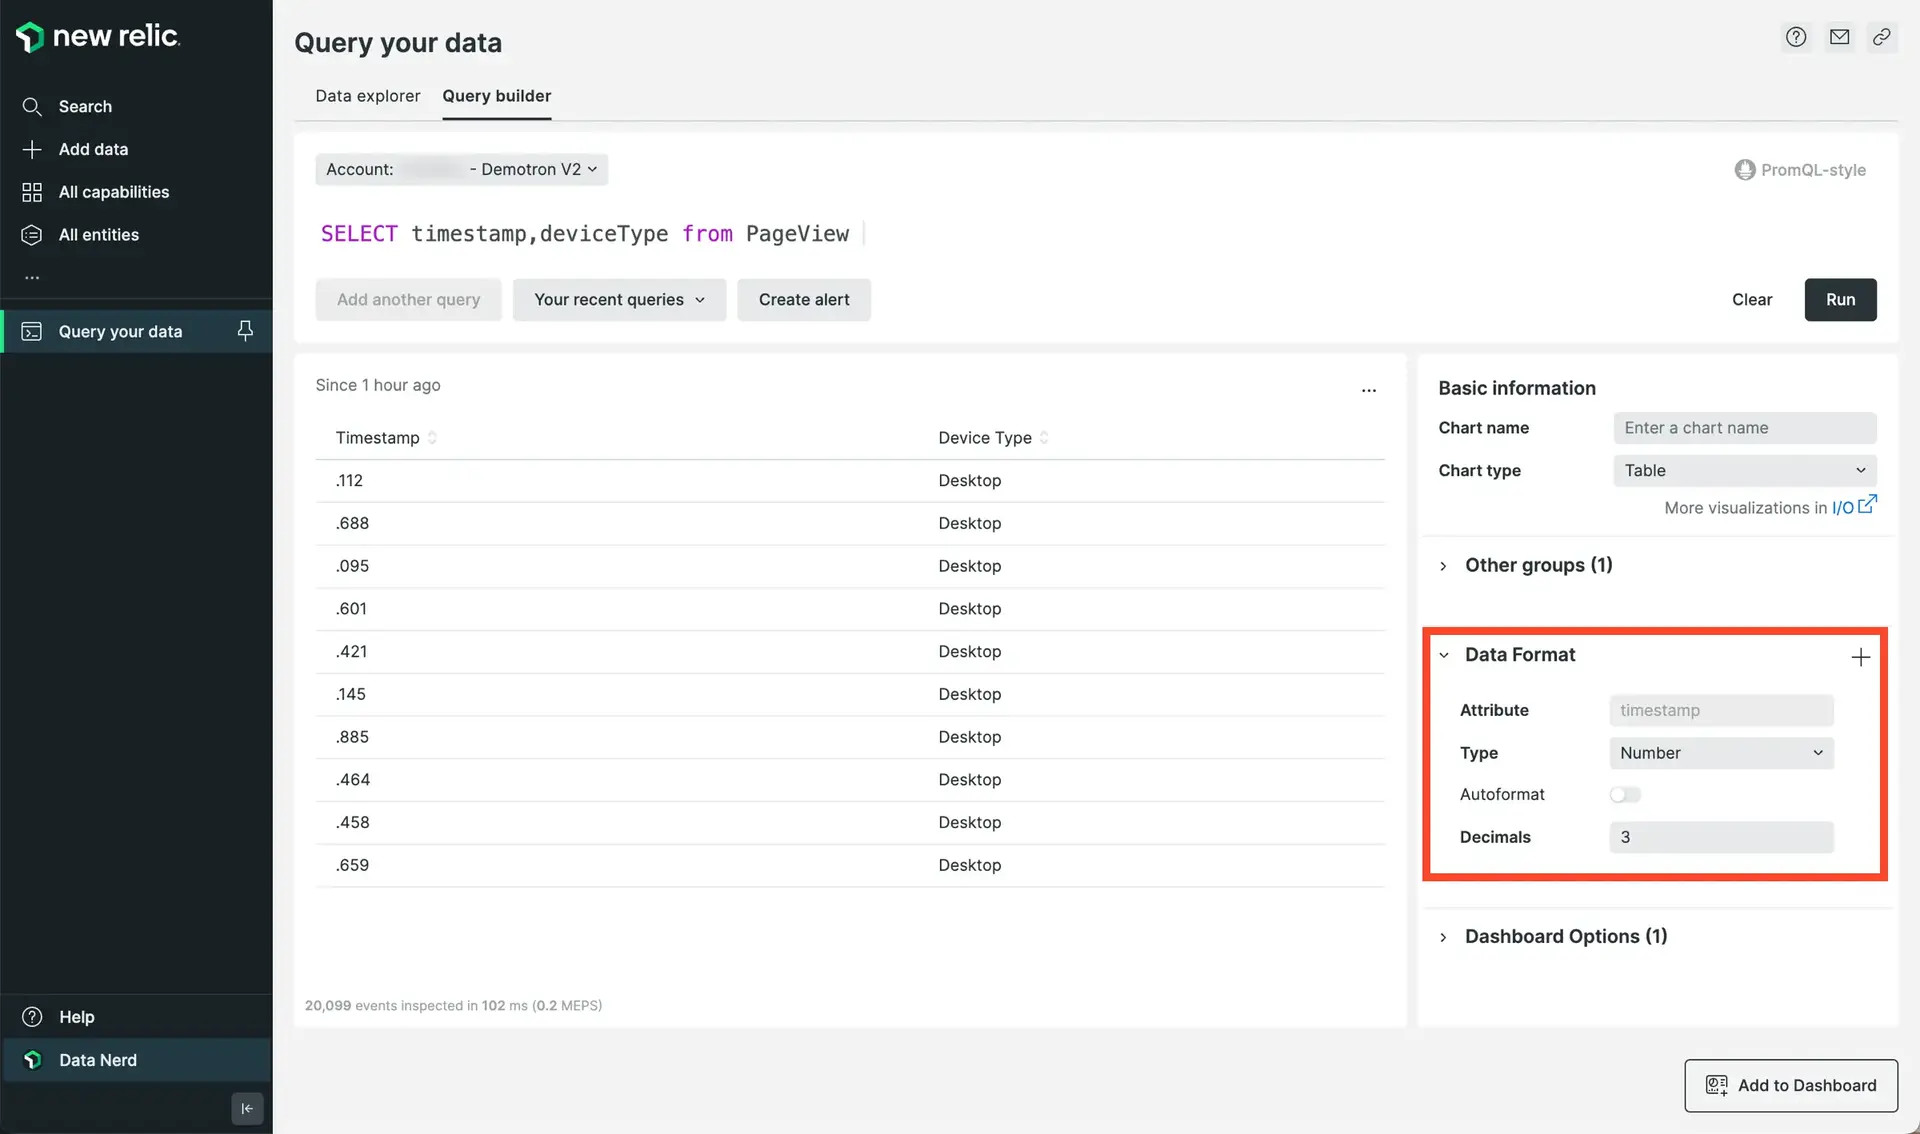 new relic.
Search
Add data
All capabilities
All entities
...
Query your data
Help
Data Nerd
Query your data
Data explorer
Query builder
Account: - Demotron V2
PromQL-style
SELECT timestamp,deviceType from PageView
Add another query
Your recent queries
Create alert
Clear
Run
Since 1 hour ago
...
Timestamp Device Type
.112 Desktop
.688 Desktop
.095 Desktop
.601 Desktop
.421 Desktop
.145 Desktop
.885 Desktop
.464 Desktop
.458 Desktop
.659 Desktop
20,099 events inspected in 102 ms (0.2 MEPS)
Basic information
Chart name Enter a chart name
Chart type Table
More visualizations in I/O
Other groups (1)
Data Format
Attribute timestamp
Type Number
Autoformat
Decimals 3
Dashboard Options (1)
Add to Dashboard